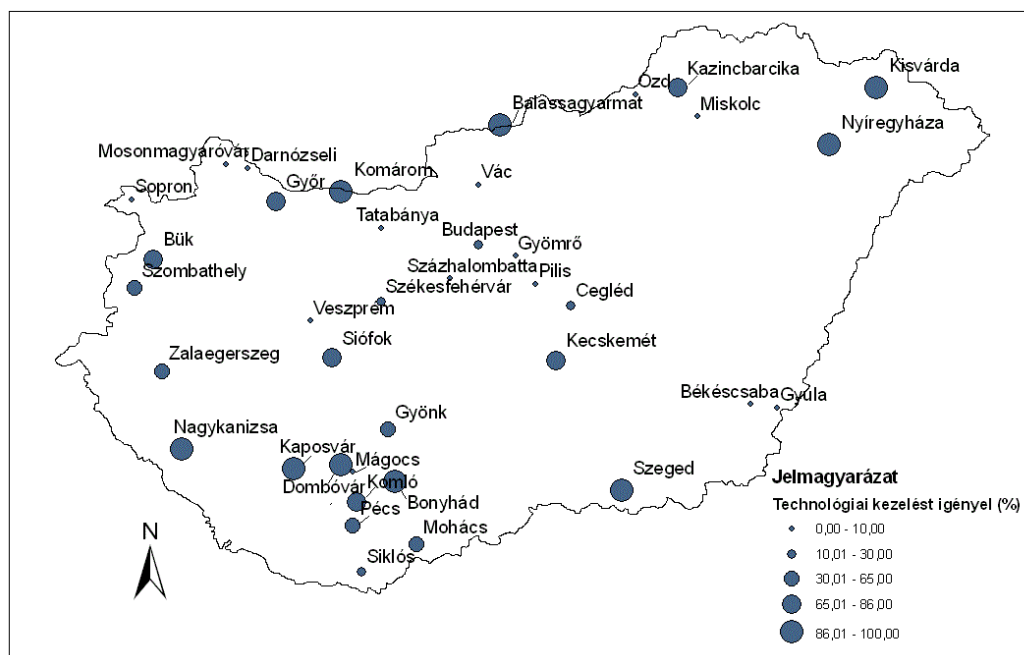 Kisvárda
Kazincbarcika
Ózd
Balassagyarmat
Miskolc
Nyíregyháza
Mosonmagyaróvár
Darnózseli
Komárom
Vác
Sopron
Győr
Tatabánya
Budapest
Bük
Gyömrő
Százhalombatta
Pilis
Szombathely
Székesfehérvár
Cegléd
Veszprém
Siófok
Kecskemét
Zalaegerszeg
Békéscsaba
Gyula
Gyönk
Nagykanizsa
Kaposvár
Mágocs
Szeged
Dombóvár
Komló
Bonyhád
Pécs
Mohács
Siklós
N
Jelmagyarázat
Technológiai kezelést igényel (%)
0,00 - 10,00
10,01 - 30,00
30,01 - 65,00
65,01 - 86,00
86,01 - 100,00